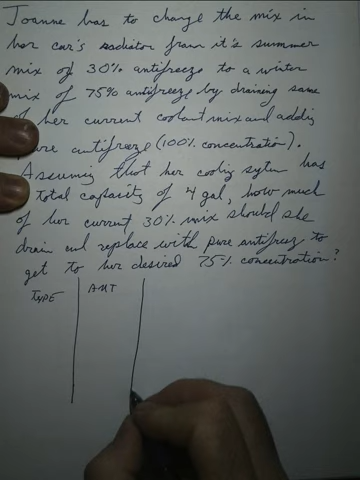 Joanne has to change the mix in
her car's radiator from it's summer
mix of 30% antifreeze to a winter
mix of 75% antifreeze by draining some
of her current coolant mix and adding
pure antifreeze (100% concentration).
Assuming that her cooling sytem has
total capasity of 4 gal, how much
of her current 30% mix should she
drain and replace with pure antifreez to
get to her desired 75% concentration?
TYPE AMT